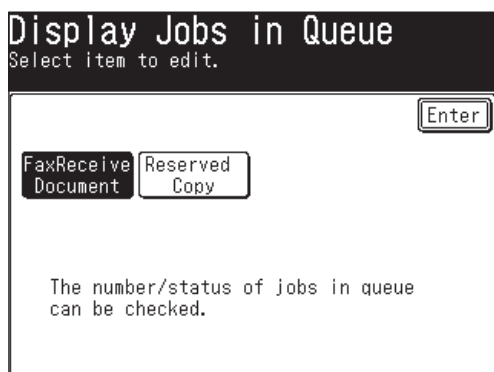 Display Jobs in Queue
Select item to edit.
Enter
FaxReceive
Document
Reserved
Copy
The number/status of jobs in queue
can be checked.